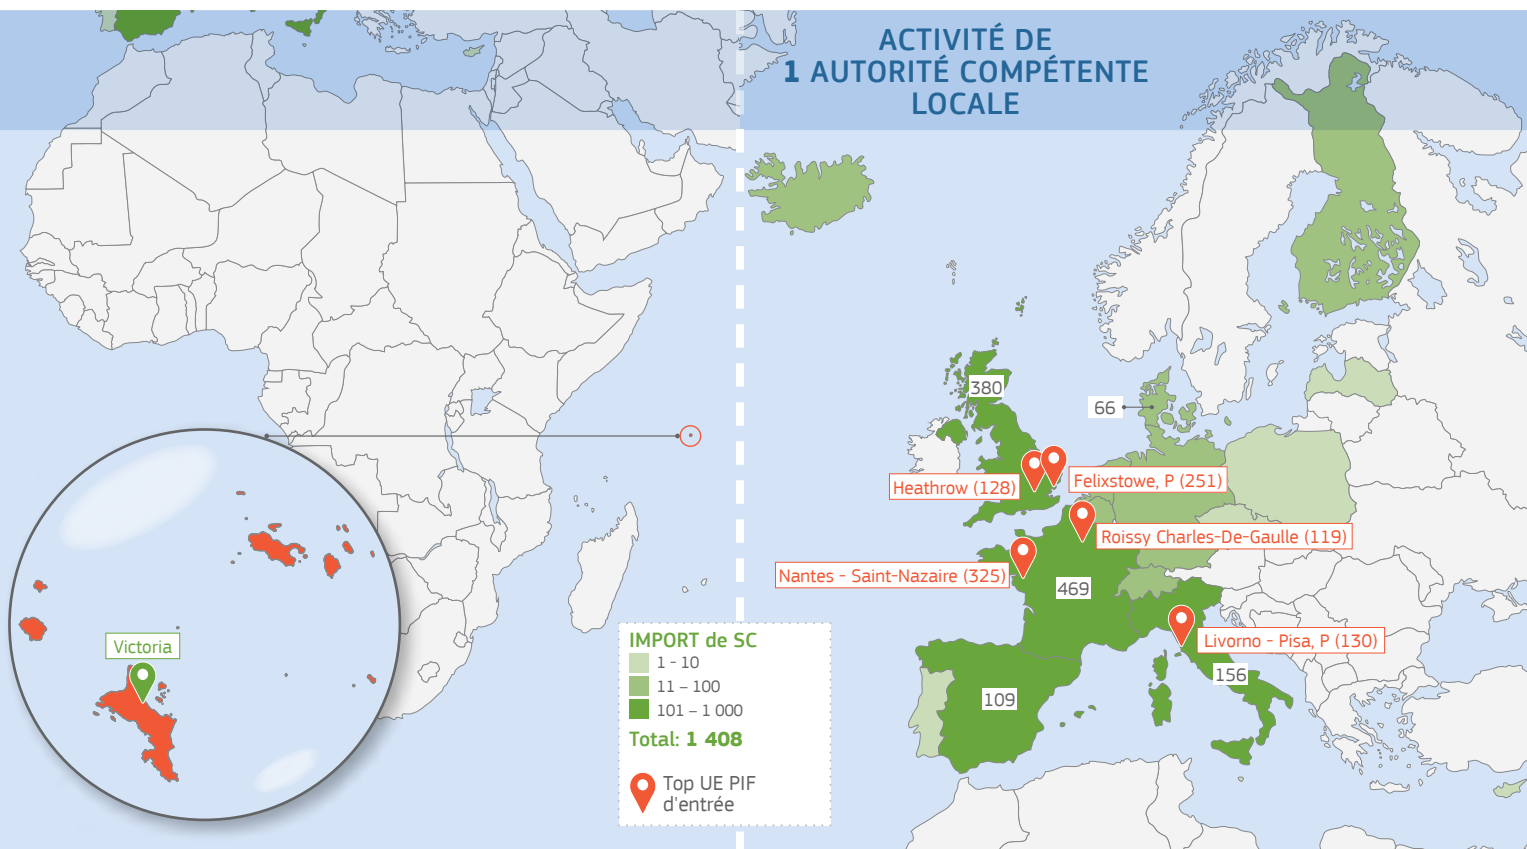 ACTIVITÉ DE
1 AUTORITÉ COMPÉTENTE
LOCALE
380
66
Heathrow (128)
Felixstowe, P (251)
Roissy Charles-De-Gaulle (119)
Nantes - Saint-Nazaire (325)
469
Livorno - Pisa, P (130)
156
109
Victoria
IMPORT de SC
1 - 10
11 – 100
101 – 1 000
Total: 1 408
Top UE PIF
d'entrée